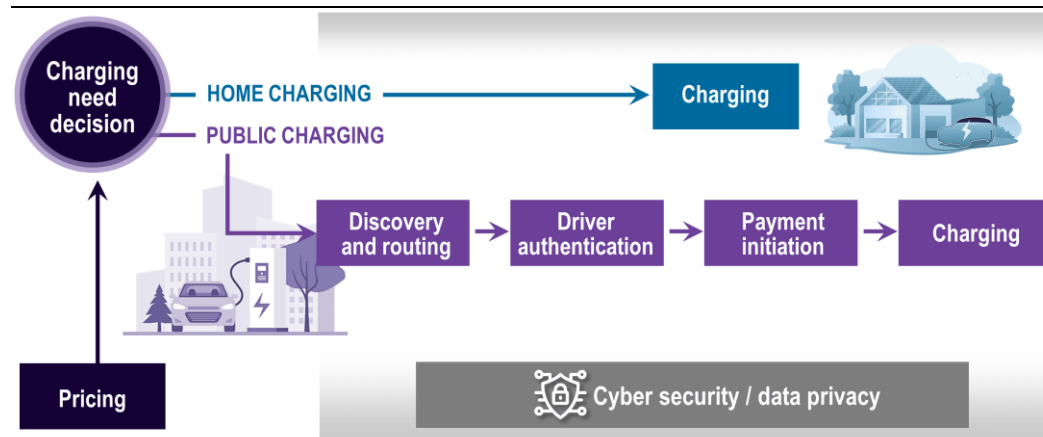 Charging
need
decision
HOME CHARGING
Charging
PUBLIC CHARGING
Discovery
and routing
Driver
authentication
Payment
initiation
Charging
Pricing
Cyber security / data privacy